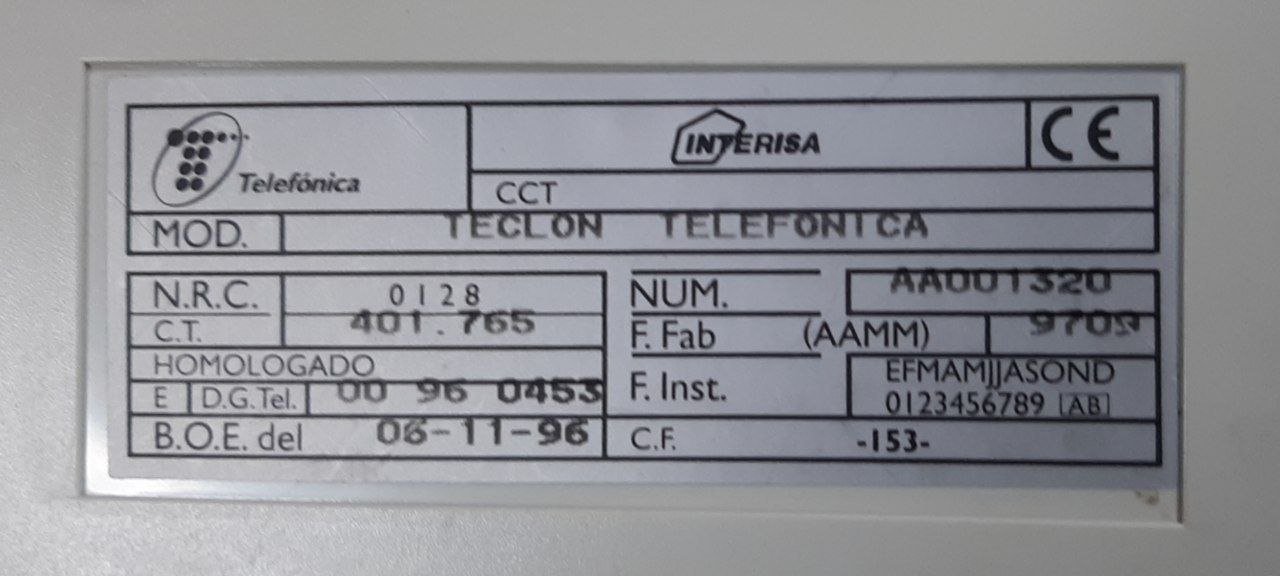 Telefónica
INTERISA
CE
CCT
MOD. TECLON TELEFONICA
N.R.C. 0128
C.T. 401.765
HOMOLOGADO
E D.G.Tel. 00 96 0453
B.O.E. del 06-11-96
NUM. AA001320
F. Fab (AAMM) 9709
F. Inst. EFMAMJJASOND
0123456789 [AB]
C.F. -153-